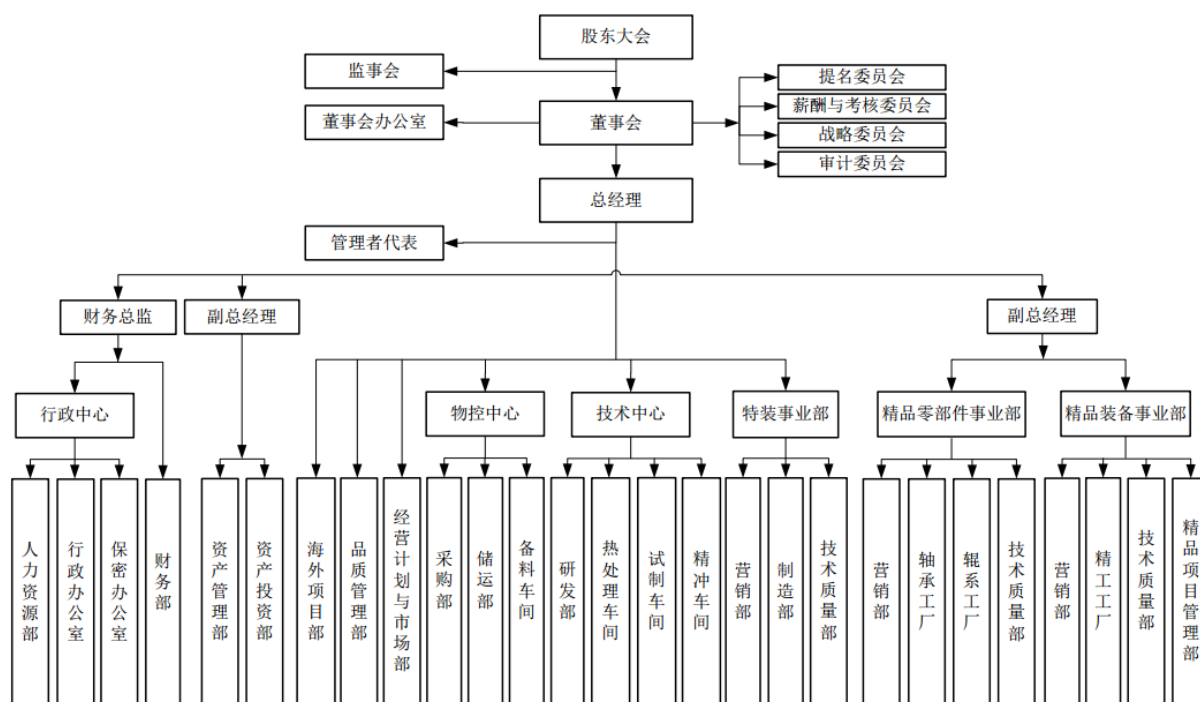 股东大会
监事会
提名委员会
薪酬与考核委员会
董事会办公室
董事会
战略委员会
审计委员会
总经理
管理者代表
财务总监
副总经理
副总经理
行政中心
物控中心
技术中心
特装事业部
精品零部件事业部
精品装备事业部
人力资源部
行政办公室
保密办公室
财务部
资产管理部
资产投资部
海外项目部
品质管理部
经营计划与市场部
采购部
储运部
备料车间
研发部
热处理车间
试制车间
精冲车间
营销部
制造部
技术质量部
营销部
轴承工厂
辊系工厂
技术质量部
营销部
精工工厂
技术质量部
精品项目管理部